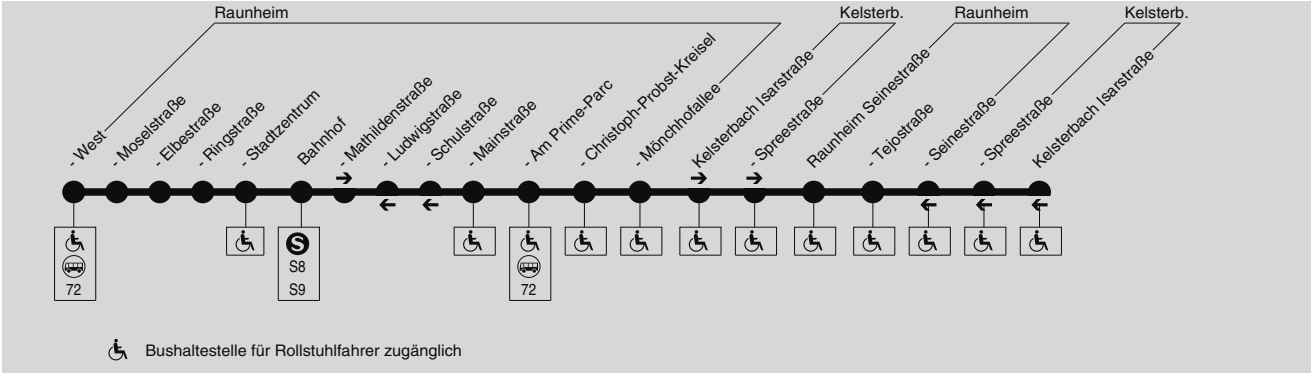 Raunheim
Kelsterb.
Raunheim
Kelsterb.
- West
- Moselstraße
- Elbestraße
- Ringstraße
- Stadtzentrum
Bahnhof
- Mathildenstraße
- Ludwigstraße
- Schulstraße
- Mainstraße
- Am Prime-Parc
- Christoph-Probst-Kreisel
- Mönchhofallee
Kelsterbach Isarstraße
- Spreestraße
Raunheim Seinestraße
- Tejostraße
- Seinestraße
- Spreestraße
Kelsterbach Isarstraße
72
S
S8
S9
72
Bushaltestelle für Rollstuhlfahrer zugänglich